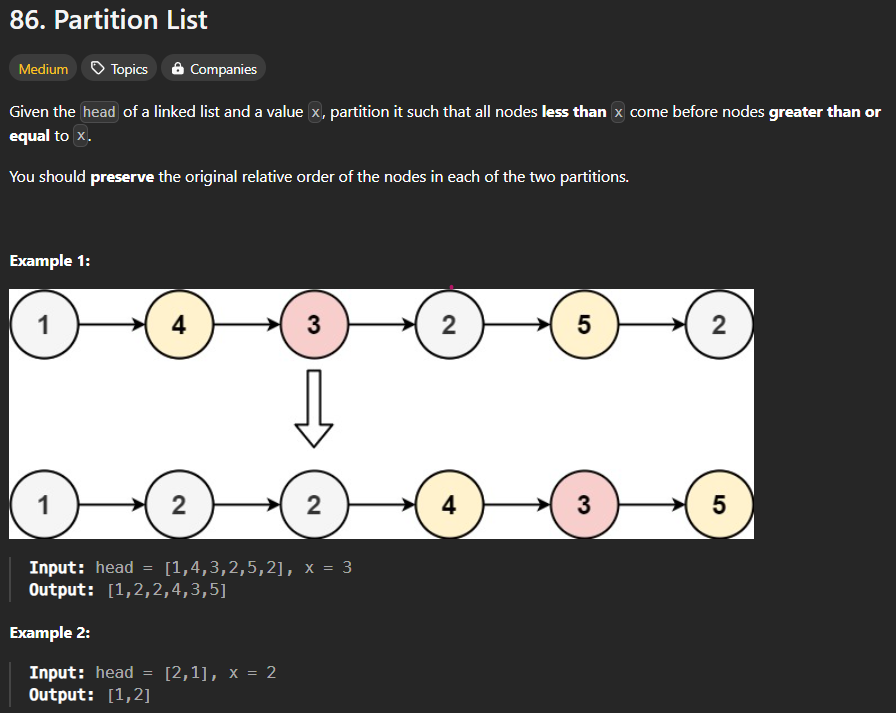 86. Partition List
Medium Topics Companies
Given the head of a linked list and a value x, partition it such that all nodes less than x come before nodes greater than or
equal to x.
You should preserve the original relative order of the nodes in each of the two partitions.
Example 1:
1 4 3 2 5 2
1 2 2 4 3 5
Input: head = [1,4,3,2,5,2], x = 3
Output: [1,2,2,4,3,5]
Example 2:
Input: head = [2,1], x = 2
Output: [1,2]